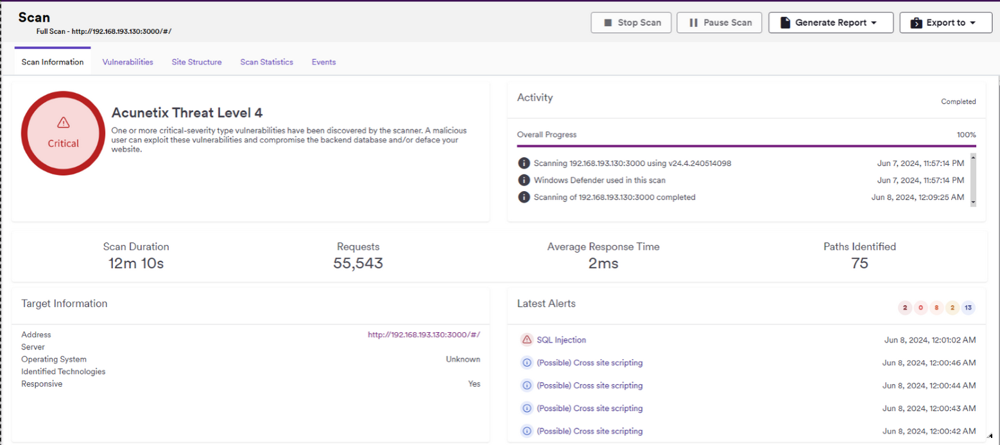 Scan
Full Scan - http://192.168.193.130:3000/#/
Stop Scan
Pause Scan
Generate Report
Export to
Scan Information
Vulnerabilities
Site Structure
Scan Statistics
Events
Critical
Acunetix Threat Level 4
One or more critical-severity type vulnerabilities have been discovered by the scanner. A malicious
user can exploit these vulnerabilities and compromise the backend database and/or deface your
website.
Activity
Completed
Overall Progress
100%
Scanning 192.168.193.130:3000 using v24.4.240514098
Jun 7, 2024, 11:57:14 PM
Windows Defender used in this scan
Jun 7, 2024, 11:57:14 PM
Scanning of 192.168.193.130:3000 completed
Jun 8, 2024, 12:09:25 AM
Scan Duration
12m 10s
Requests
55,543
Average Response Time
2ms
Paths Identified
75
Target Information
Address
http://192.168.193.130:3000/#/
Server
Operating System
Unknown
Identified Technologies
Responsive
Yes
Latest Alerts
2 0 8 2 13
SQL Injection
Jun 8, 2024, 12:01:02 AM
(Possible) Cross site scripting
Jun 8, 2024, 12:00:46 AM
(Possible) Cross site scripting
Jun 8, 2024, 12:00:44 AM
(Possible) Cross site scripting
Jun 8, 2024, 12:00:43 AM
(Possible) Cross site scripting
Jun 8, 2024, 12:00:42 AM